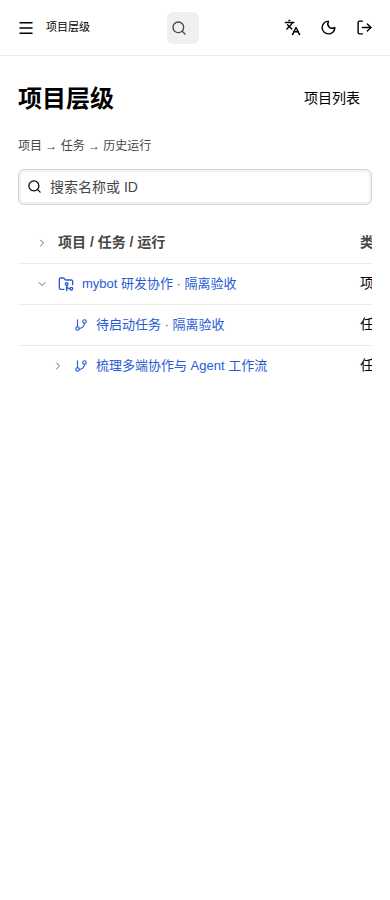 项目层级
项目层级 项目列表
项目 → 任务 → 历史运行
搜索名称或 ID
项目 / 任务 / 运行 类
mybot 研发协作 · 隔离验收 项
待启动任务 · 隔离验收 任
梳理多端协作与 Agent 工作流 任